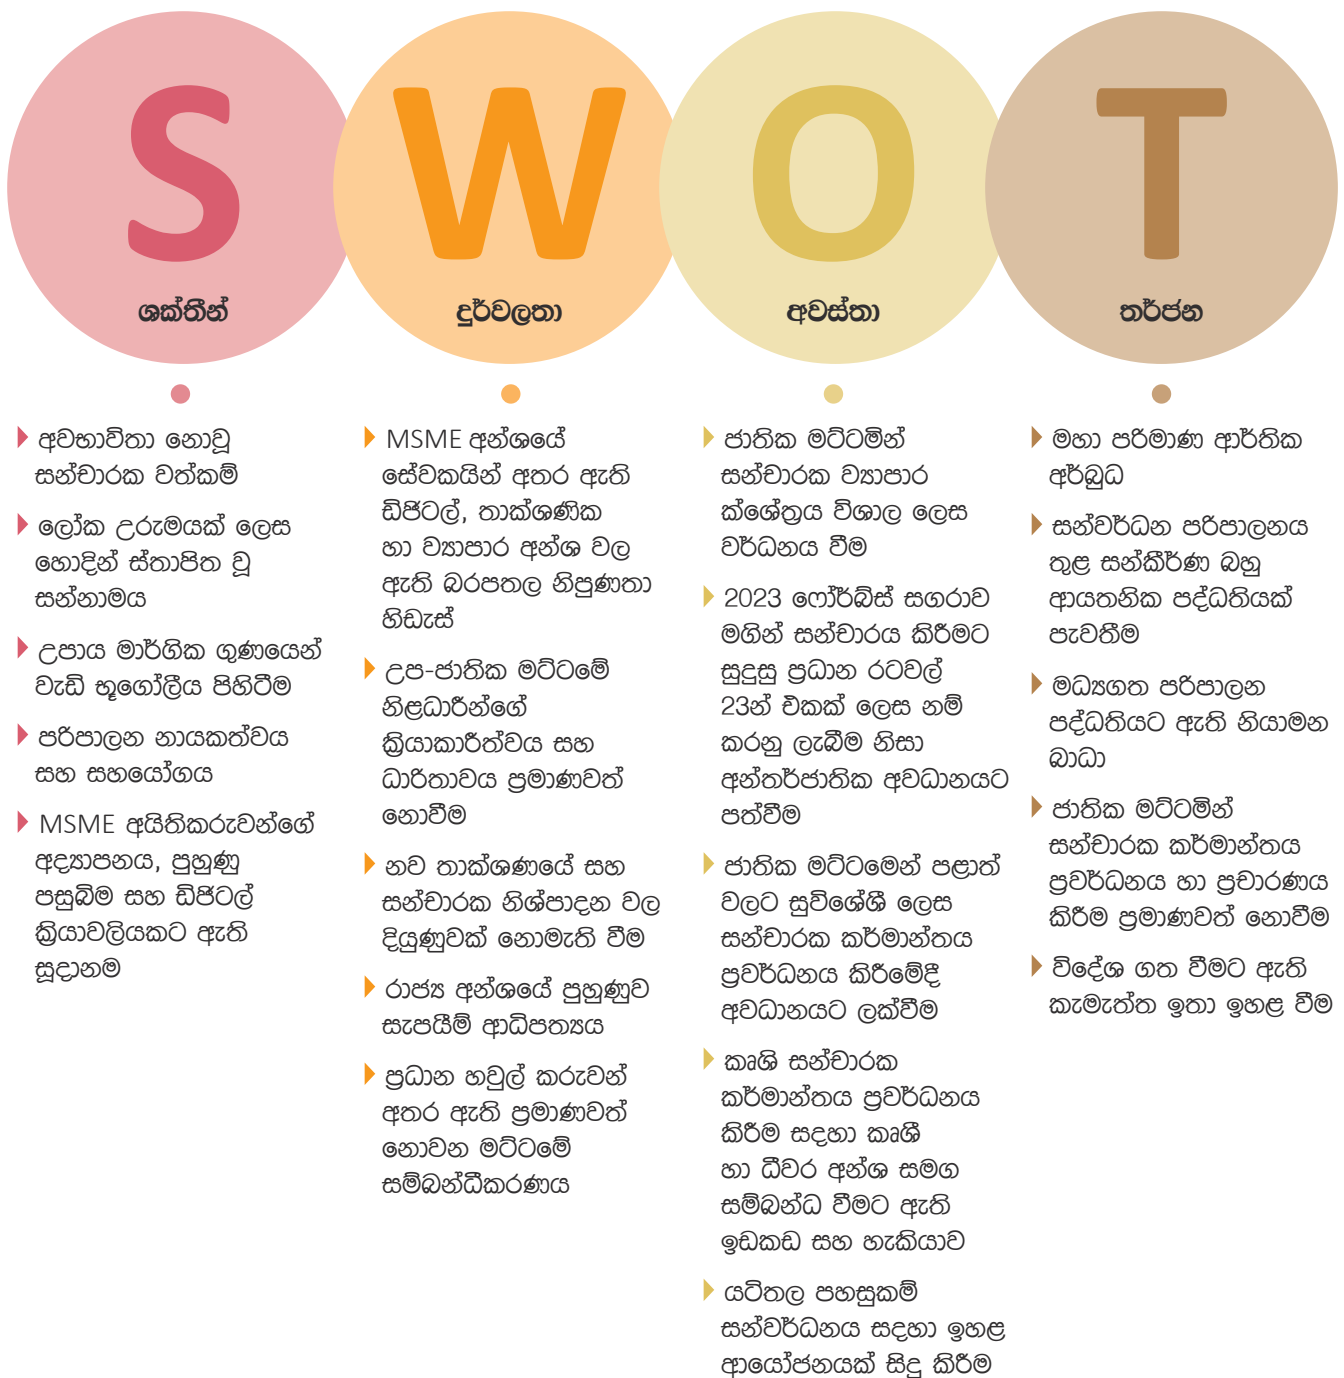 S
ශක්තීන්
අවභාවිතා නොවූ
සන්චාරක වත්කම්
ලෝක උරුමයක් ලෙස
හොදින් ස්තාපිත වූ
සන්නාමය
උපාය මාර්ගික ගුණයෙන්
වැඩි භූගෝලීය පිහිටීම
පරිපාලන නායකත්වය
සහ සහයෝගය
MSME අයිතිකරුවන්ගේ
අද්‍යාපනය, පුහුණු
පසුබිම සහ ඩිජිටල්
ක්‍රියාවලියකට ඇති
සූදානම
W
දුර්වලතා
MSME අන්ශයේ
සේවකයින් අතර ඇති
ඩිජිටල්, තාක්ශණික
හා ව්‍යාපාර අන්ශ වල
ඇති බරපතල නිපුණතා
හිඩැස්
උප-ජාතික මට්ටමේ
නිළධාරීන්ගේ
ක්‍රියාකාරීත්වය සහ
ධාරිතාවය ප්‍රමාණවත්
නොවීම
නව තාක්ශණයේ සහ
සන්චාරක නිශ්පාදන වල
දියුණුවක් නොමැති වීම
රාජ්‍ය අන්ශයේ පුහුණුව
සැපයීම් ආධිපත්‍යය
ප්‍රධාන හවුල් කරුවන්
අතර ඇති ප්‍රමාණවත්
නොවන මට්ටමේ
සම්බන්ධීකරණය
O
අවස්තා
ජාතික මට්ටමින්
සන්චාරක ව්‍යාපාර
ක්ශේත්‍රය විශාල ලෙස
වර්ධනය වීම
2023 ෆෝර්බ්ස් සගරාව
මගින් සන්චාරය කිරීමට
සුදුසු ප්‍රධාන රටවල්
23න් එකක් ලෙස නම්
කරනු ලැබීම නිසා
අන්තර්ජාතික අවධානයට
පත්වීම
ජාතික මට්ටමෙන් පළාත්
වලට සුවිශේශී ලෙස
සන්චාරක කර්මාන්තය
ප්‍රවර්ධනය කිරීමේදී
අවධානයට ලක්වීම
කෘශි සන්චාරක
කර්මාන්තය ප්‍රවර්ධනය
කිරීම සදහා කෘශී
හා ධීවර අන්ශ සමග
සම්බන්ධ වීමට ඇති
ඉඩකඩ සහ හැකියාව
යටිතල පහසුකම්
සන්වර්ධනය සදහා ඉහළ
ආයෝජනයක් සිදු කිරීම
T
තර්ජන
මහා පරිමාණ ආර්තික
අර්බුධ
සන්වර්ධන පරිපාලනය
තුළ සන්කීර්ණ බහු
ආයතනික පද්ධතියක්
පැවතීම
මධ්‍යගත පරිපාලන
පද්ධතියට ඇති නියාමන
බාධා
ජාතික මට්ටමින්
සන්චාරක කර්මාන්තය
ප්‍රවර්ධනය හා ප්‍රචාරණය
කිරීම ප්‍රමාණවත් නොවීම
විදේශ ගත වීමට ඇති
කැමැත්ත ඉතා ඉහළ වීම